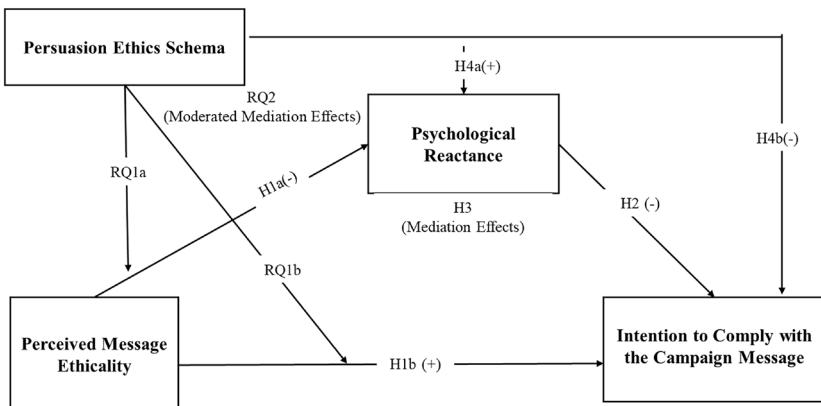 Persuasion Ethics Schema
H4a(+)
RQ2
(Moderated Mediation Effects)
Psychological
Reactance
H4b(-)
RQ1a
H1a(-)
H3
(Mediation Effects)
H2 (-)
RQ1b
Perceived Message
Ethicality
Intention to Comply with
the Campaign Message
H1b (+)